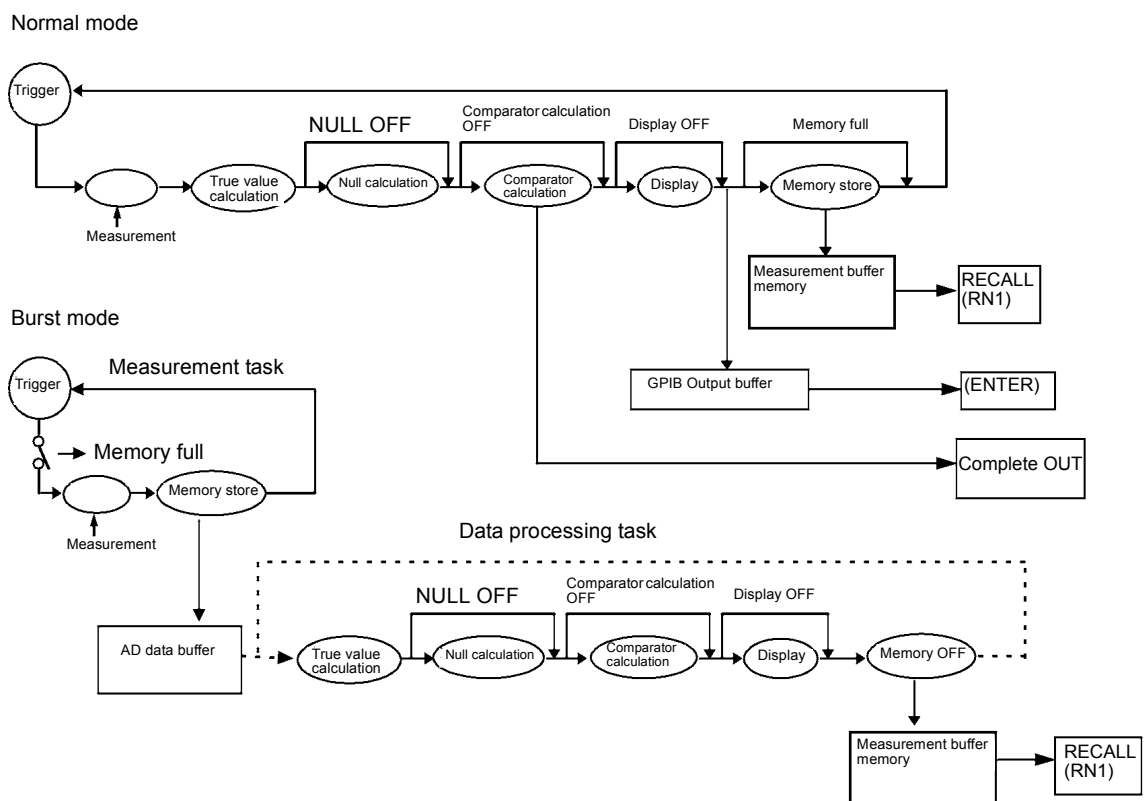 Normal mode
Trigger
NULL OFF
Comparator calculation
OFF
Display OFF
Memory full
True value
calculation
Null calculation
Comparator
calculation
Display
Memory store
Measurement
Measurement buffer
memory
RECALL
(RN1)
GPIB Output buffer
(ENTER)
Complete OUT
Burst mode
Measurement task
Trigger
Memory full
Memory store
Measurement
Data processing task
NULL OFF
Comparator calculation
OFF
Display OFF
AD data buffer
True value
calculation
Null calculation
Comparator
calculation
Display
Memory OFF
Measurement buffer
memory
RECALL
(RN1)